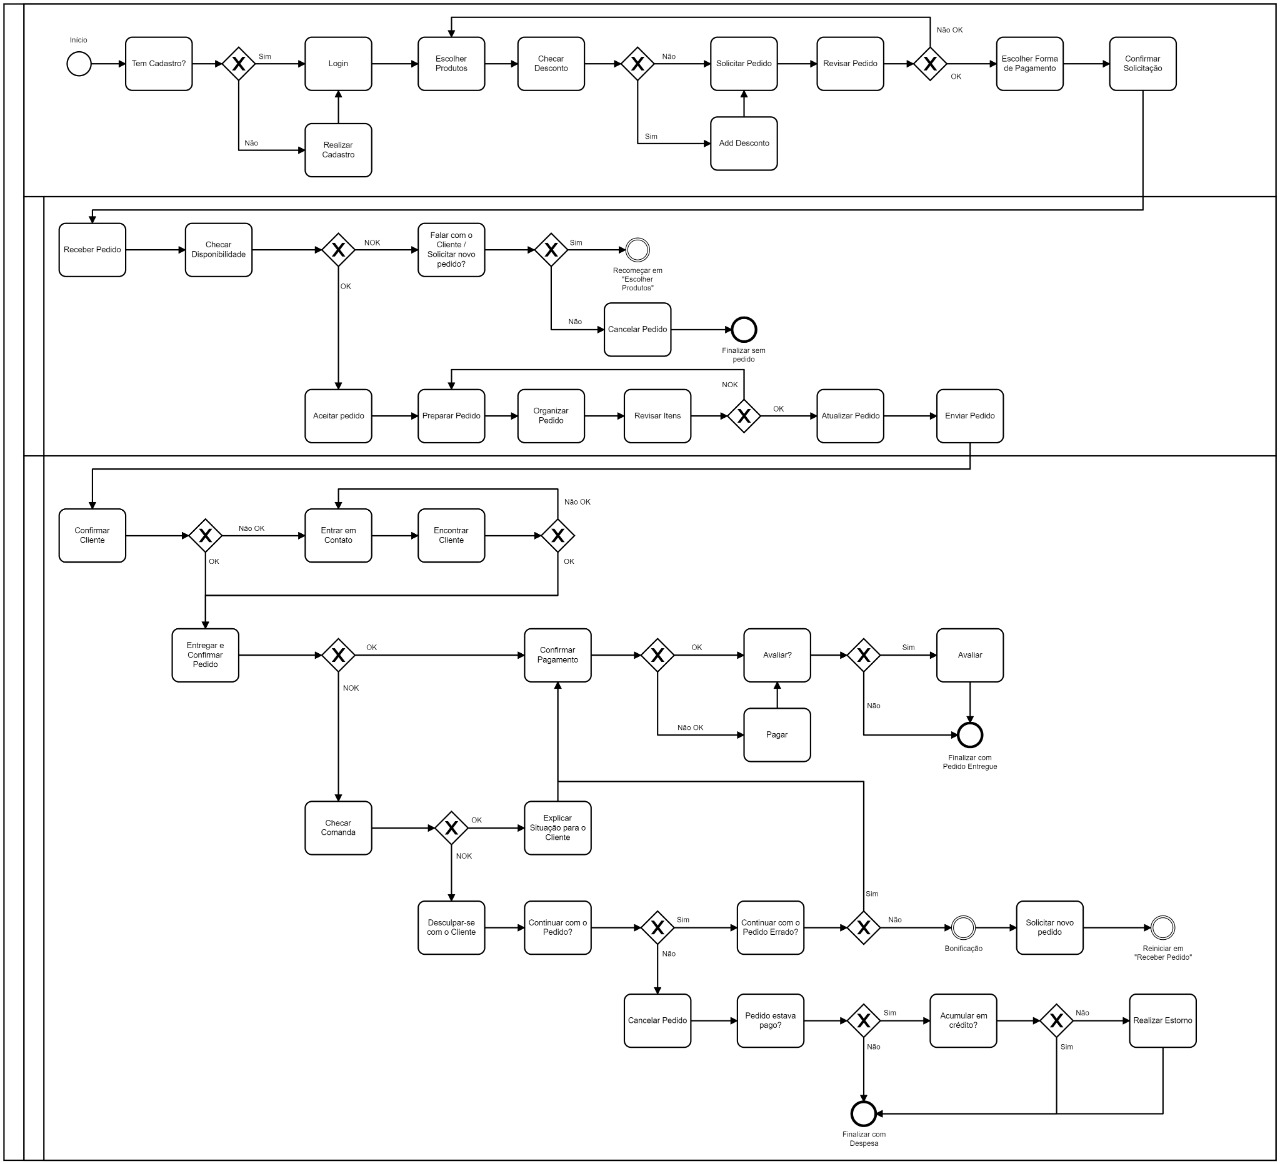 Início
Tem Cadastro?
Sim
Login
Escolher
Produtos
Checar
Desconto
Não
Solicitar Pedido
Revisar Pedido
Não OK
OK
Escolher Forma
de Pagamento
Confirmar
Solicitação
Não
Realizar
Cadastro
Sim
Add Desconto
Receber Pedido
Checar
Disponibilidade
NOK
OK
Falar com o
Cliente /
Solicitar novo
pedido?
Sim
Recomeçar em
"Escolher
Produtos"
Não
Cancelar Pedido
Finalizar sem
pedido
Aceitar pedido
Preparar Pedido
Organizar
Pedido
Revisar Itens
NOK
OK
Atualizar Pedido
Enviar Pedido
Confirmar
Cliente
Não OK
OK
Entrar em
Contato
Encontrar
Cliente
Não OK
OK
Entregar e
Confirmar
Pedido
OK
NOK
Confirmar
Pagamento
OK
Não OK
Avaliar?
Pagar
Sim
Não
Avaliar
Finalizar com
Pedido Entregue
Checar
Comanda
OK
NOK
Explicar
Situação para o
Cliente
Desculpar-se
com o Cliente
Continuar com o
Pedido?
Sim
Não
Continuar com o
Pedido Errado?
Sim
Não
Bonificação
Solicitar novo
pedido
Reiniciar em
"Receber Pedido"
Cancelar Pedido
Pedido estava
pago?
Sim
Não
Acumular em
crédito?
Não
Sim
Realizar Estorno
Finalizar com
Despesa